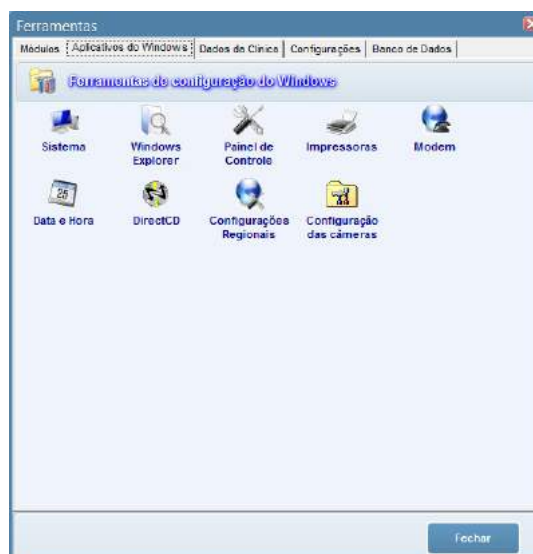 Ferramentas
Módulos Aplicativos do Windows Dados da Clínica Configurações Banco de Dados
Ferramentas de configuração do Windows
Sistema Windows Explorer Painel de Controle Impressoras Modem
Data e Hora DirectCD Configurações Regionais Configuração das câmeras
Fechar